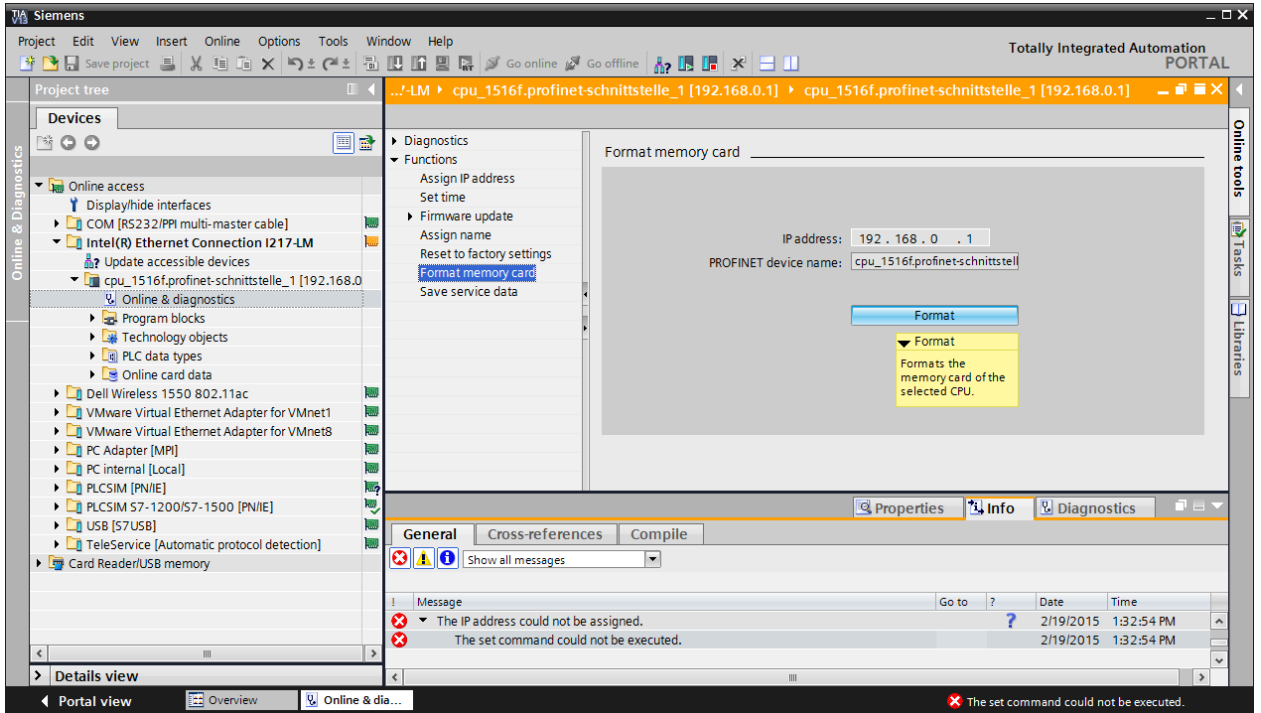 Siemens
Project Edit View Insert Online Options Tools Window Help
Totally Integrated Automation
PORTAL
Save project Go online Go offline
Project tree
Devices
Online & Diagnostics
Online access
Display/hide interfaces
COM [RS232/PPI multi-master cable]
Intel(R) Ethernet Connection I217-LM
Update accessible devices
cpu_1516f.profinet-schnittstelle_1 [192.168.0
Online & diagnostics
Program blocks
Technology objects
PLC data types
Online card data
Dell Wireless 1550 802.11ac
VMware Virtual Ethernet Adapter for VMnet1
VMware Virtual Ethernet Adapter for VMnet8
PC Adapter [MPI]
PC internal [Local]
PLCSIM [PN/IE]
PLCSIM S7-1200/S7-1500 [PN/IE]
USB [S7USB]
TeleService [Automatic protocol detection]
Card Reader/USB memory
Details view
...7-LM cpu_1516f.profinet-schnittstelle_1 [192.168.0.1] cpu_1516f.profinet-schnittstelle_1 [192.168.0.1]
Diagnostics
Functions
Assign IP address
Set time
Firmware update
Assign name
Reset to factory settings
Format memory card
Save service data
Format memory card
IP address: 192 . 168 . 0 . 1
PROFINET device name: cpu_1516f.profinet-schnittstell
Format
Format
Formats the
memory card of the
selected CPU.
Online tools
Tasks
Libraries
Properties Info Diagnostics
General Cross-references Compile
Show all messages
! Message Go to ? Date Time
The IP address could not be assigned. ? 2/19/2015 1:32:54 PM
The set command could not be executed. 2/19/2015 1:32:54 PM
Portal view Overview Online & dia... The set command could not be executed.